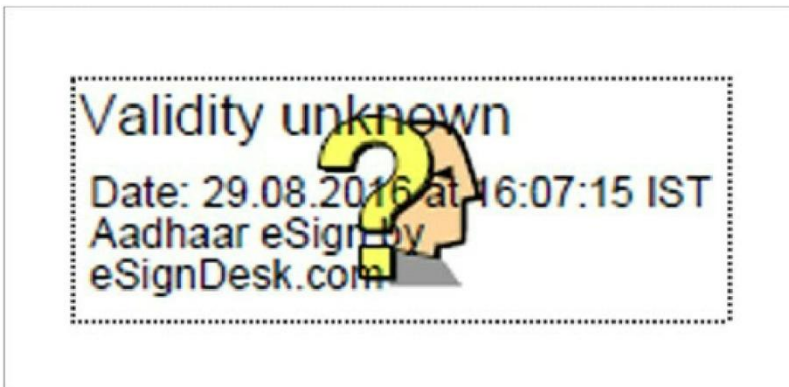 Validity unknown
Date: 29.08.2016 at 16:07:15 IST
Aadhaar eSign by
eSignDesk.com